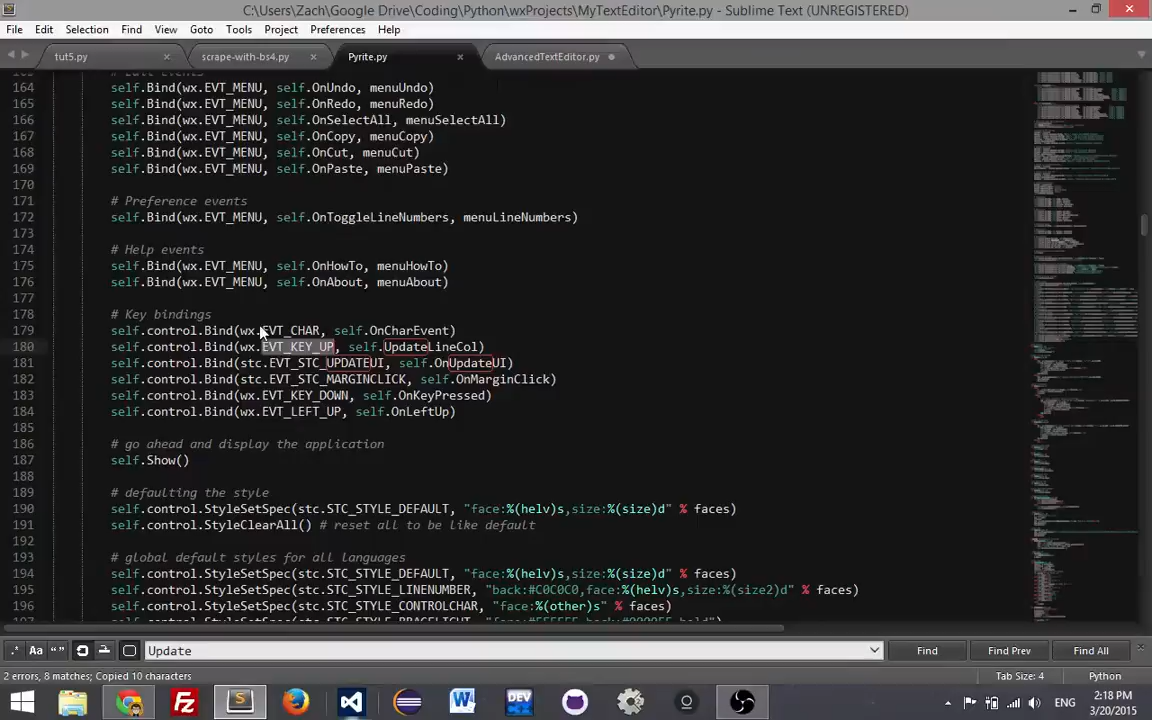 C:\Users\Zach\Google Drive\Coding\Python\wxProjects\MyTextEditor\Pyrite.py - Sublime Text (UNREGISTERED)
File Edit Selection Find View Goto Tools Project Preferences Help
tut5.py × scrape-with-bs4.py × Pyrite.py × AdvancedTextEditor.py
164 self.Bind(wx.EVT_MENU, self.OnUndo, menuUndo)
165 self.Bind(wx.EVT_MENU, self.OnRedo, menuRedo)
166 self.Bind(wx.EVT_MENU, self.OnSelectAll, menuSelectAll)
167 self.Bind(wx.EVT_MENU, self.OnCopy, menuCopy)
168 self.Bind(wx.EVT_MENU, self.OnCut, menuCut)
169 self.Bind(wx.EVT_MENU, self.OnPaste, menuPaste)
170
171 # Preference events
172 self.Bind(wx.EVT_MENU, self.OnToggleLineNumbers, menuLineNumbers)
173
174 # Help events
175 self.Bind(wx.EVT_MENU, self.OnHowTo, menuHowTo)
176 self.Bind(wx.EVT_MENU, self.OnAbout, menuAbout)
177
178 # Key bindings
179 self.control.Bind(wx.EVT_CHAR, self.OnCharEvent)
180 self.control.Bind(wx.EVT_KEY_UP, self.UpdateLineCol)
181 self.control.Bind(stc.EVT_STC_UPDATEUI, self.OnUpdateUI)
182 self.control.Bind(stc.EVT_STC_MARGINCLICK, self.OnMarginClick)
183 self.control.Bind(wx.EVT_KEY_DOWN, self.OnKeyPressed)
184 self.control.Bind(wx.EVT_LEFT_UP, self.OnLeftUp)
185
186 # go ahead and display the application
187 self.Show()
188
189 # defaulting the style
190 self.control.StyleSetSpec(stc.STC_STYLE_DEFAULT, "face:%(helv)s,size:%(size)d" % faces)
191 self.control.StyleClearAll() # reset all to be like default
192
193 # global default styles for all languages
194 self.control.StyleSetSpec(stc.STC_STYLE_DEFAULT, "face:%(helv)s,size:%(size)d" % faces)
195 self.control.StyleSetSpec(stc.STC_STYLE_LINENUMBER, "back:#C0C0C0,face:%(helv)s,size:%(size2)d" % faces)
196 self.control.StyleSetSpec(stc.STC_STYLE_CONTROLCHAR, "face:%(other)s" % faces)
.* Aa “” Update Find Find Prev Find All
2 errors, 8 matches; Copied 10 characters Tab Size: 4 Python
ENG 2:18 PM
3/20/2015